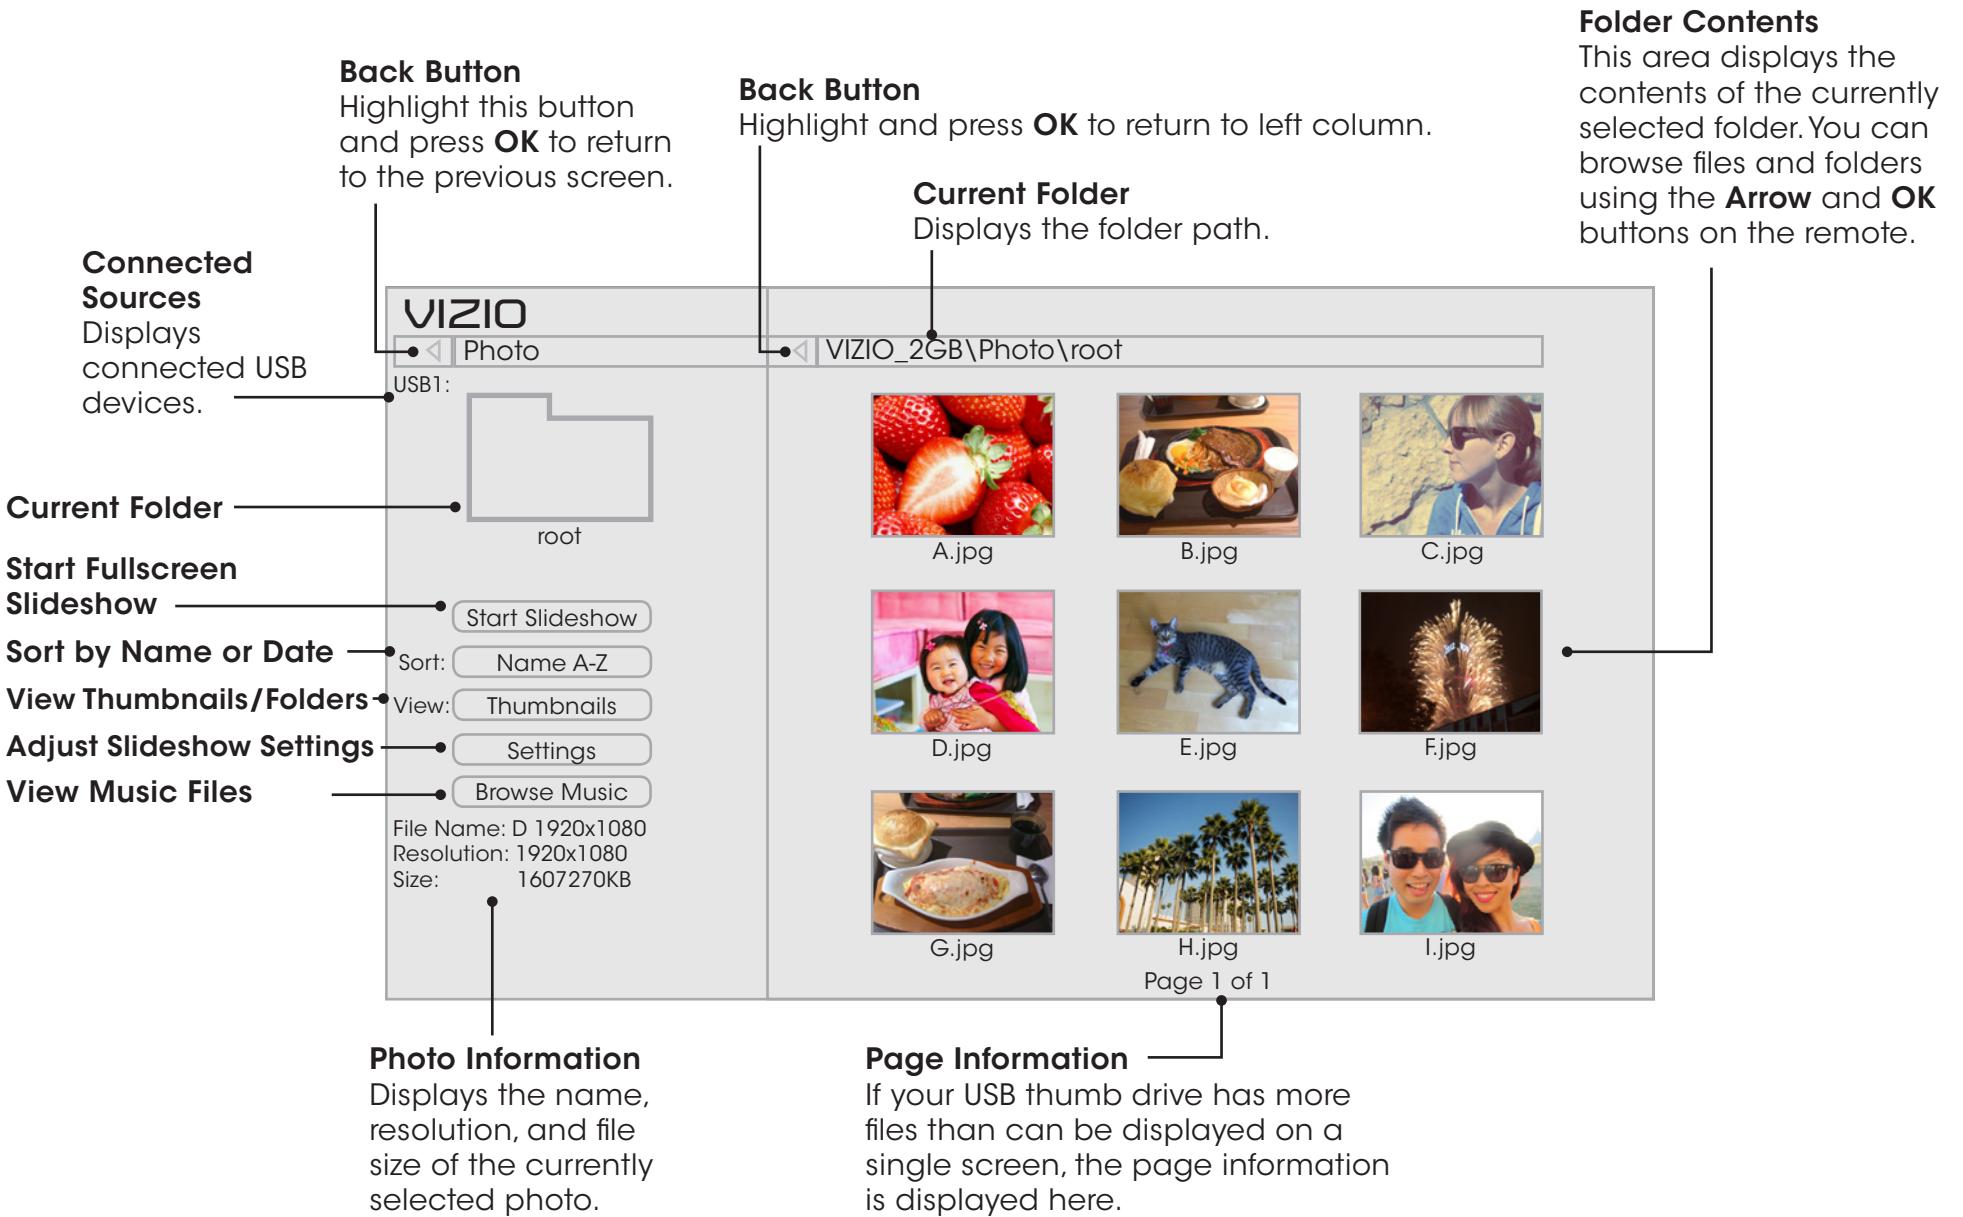 Folder Contents
This area displays the
contents of the currently
selected folder. You can
browse files and folders
using the Arrow and OK
buttons on the remote.
Back Button
Highlight this button
and press OK to return
to the previous screen.
Back Button
Highlight and press OK to return to left column.
Current Folder
Displays the folder path.
Connected
Sources
Displays
connected USB
devices.
Current Folder
Start Fullscreen
Slideshow
Sort by Name or Date
View Thumbnails/Folders
Adjust Slideshow Settings
View Music Files
VIZIO
Photo
USB1:
root
Start Slideshow
Sort: Name A-Z
View: Thumbnails
Settings
Browse Music
File Name: D 1920x1080
Resolution: 1920x1080
Size: 1607270KB
VIZIO_2GB\Photo\root
A.jpg B.jpg C.jpg
D.jpg E.jpg F.jpg
G.jpg H.jpg I.jpg
Page 1 of 1
Photo Information
Displays the name,
resolution, and file
size of the currently
selected photo.
Page Information
If your USB thumb drive has more
files than can be displayed on a
single screen, the page information
is displayed here.